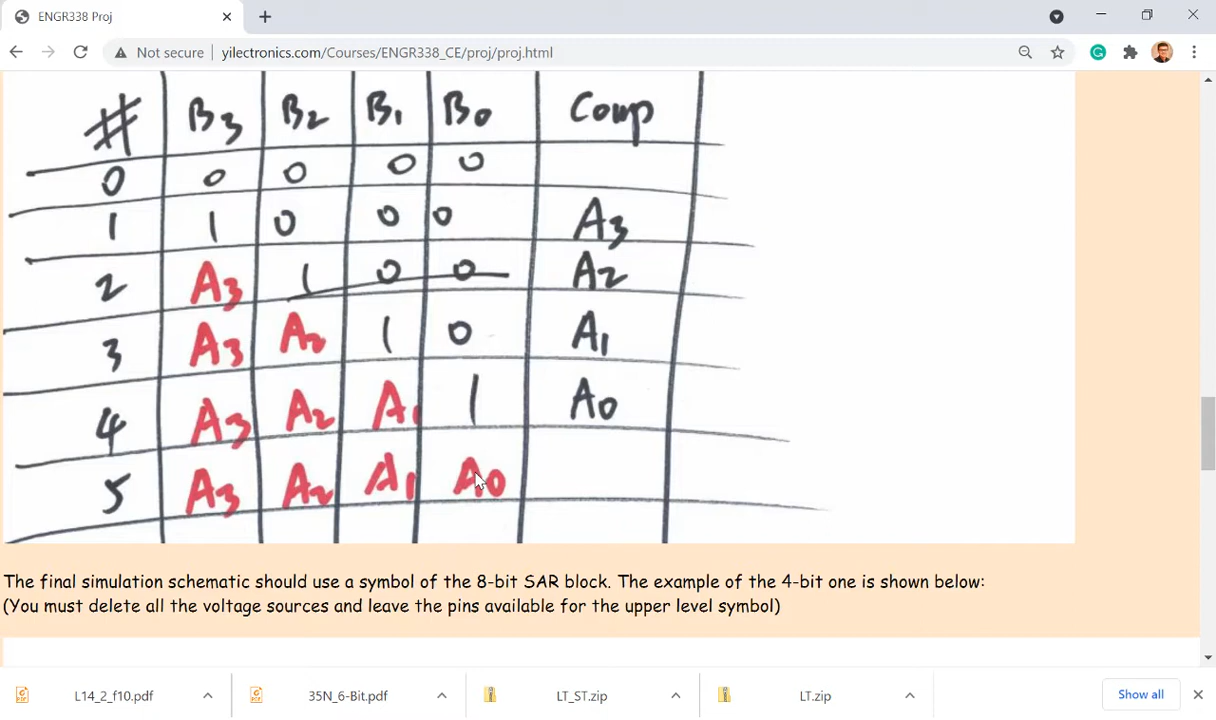 ENGR338 Proj
Not secure yilectronics.com/Courses/ENGR338_CE/proj/proj.html
# B3 B2 B1 B0 Comp
0 0 0 0 0
1 1 0 0 0 A3
2 A3 1 0 0 A2
3 A3 A2 1 0 A1
4 A3 A2 A1 1 A0
5 A3 A2 A1 A0
The final simulation schematic should use a symbol of the 8-bit SAR block. The example of the 4-bit one is shown below:
(You must delete all the voltage sources and leave the pins available for the upper level symbol)
L14_2_f10.pdf 35N_6-Bit.pdf LT_ST.zip LT.zip Show all